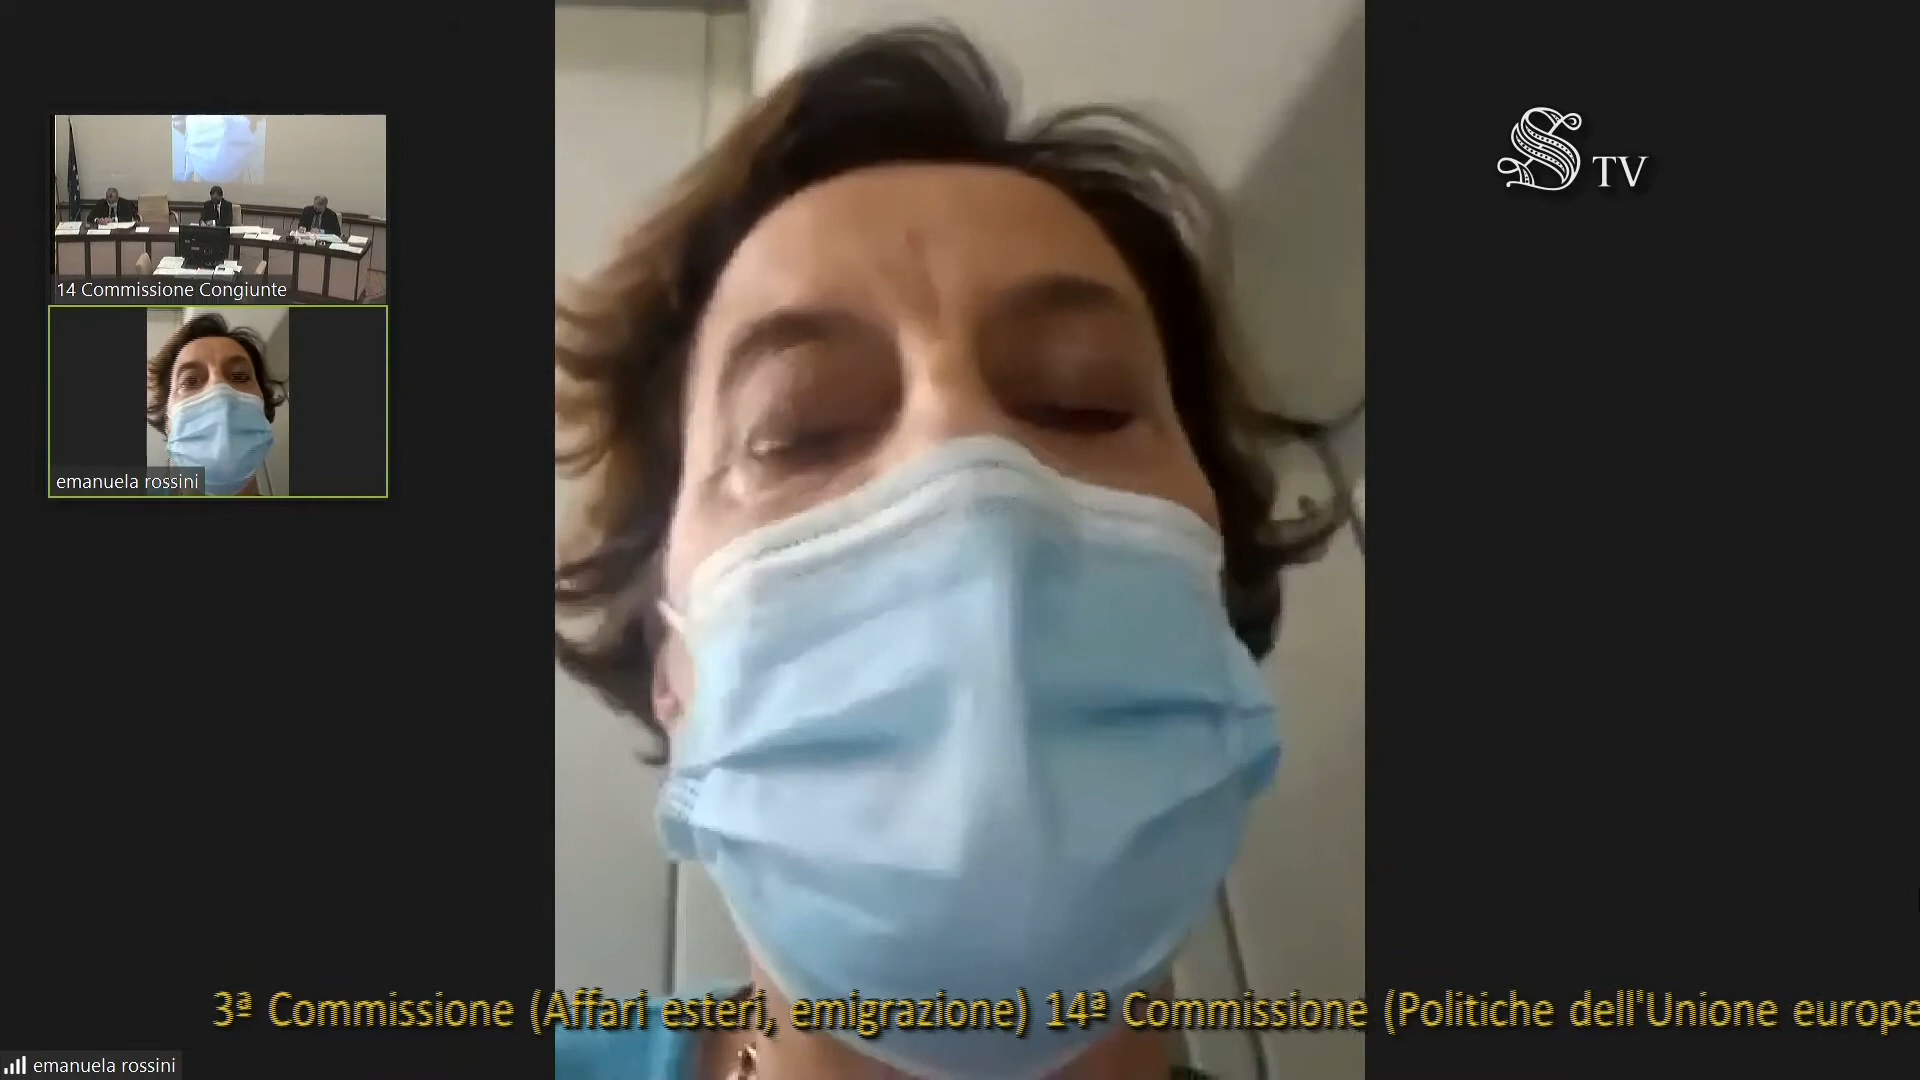 S TV
14 Commissione Congiunte
emanuela rossini
3ª Commissione (Affari esteri, emigrazione) 14ª Commissione (Politiche dell'Unione europe
emanuela rossini